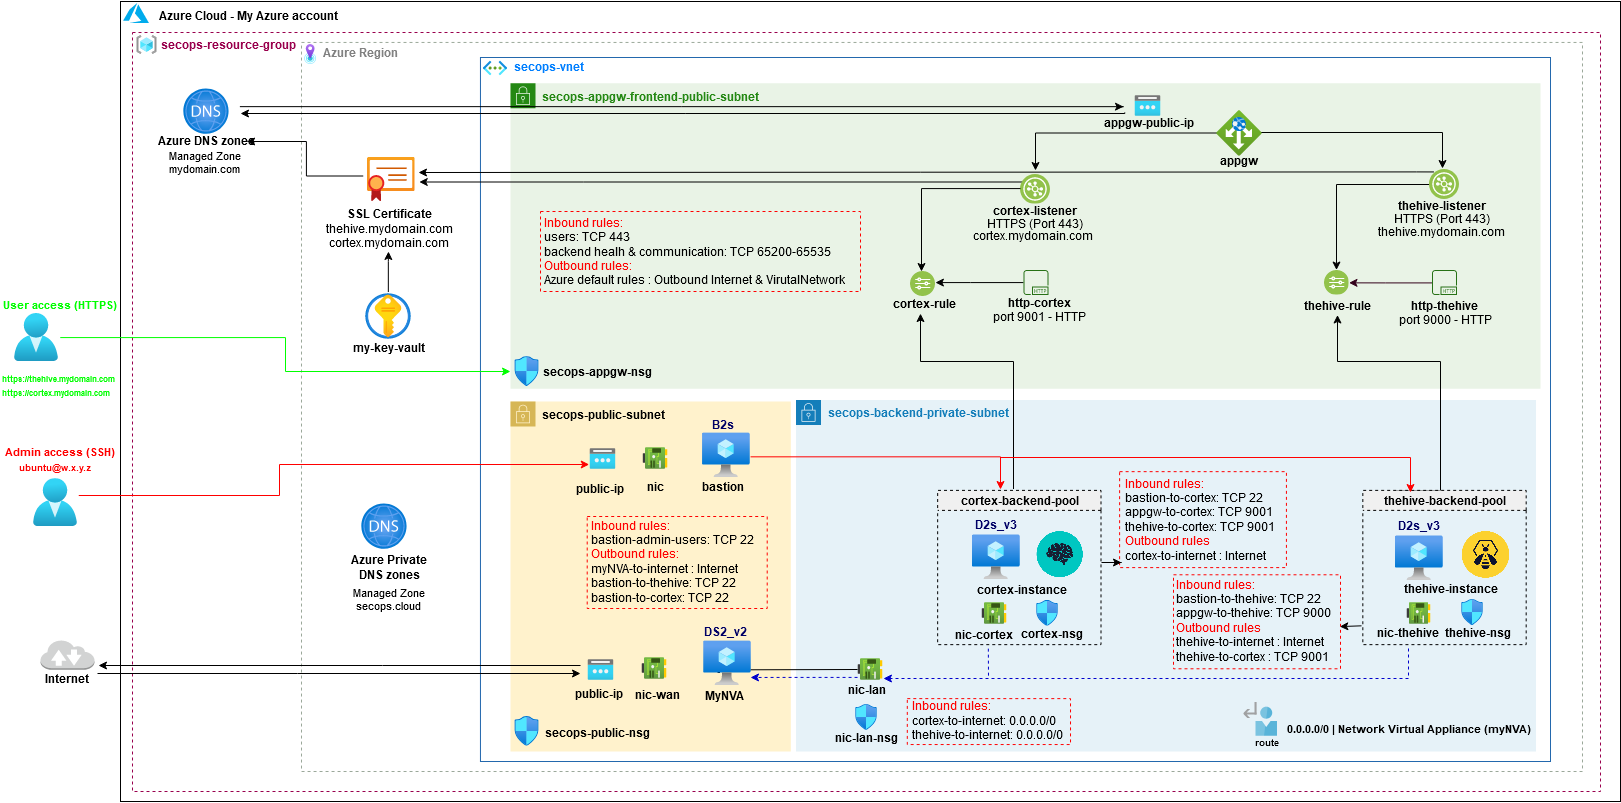 Azure Cloud - My Azure account
secops-resource-group
Azure Region
secops-vnet
secops-appgw-frontend-public-subnet
DNS
Azure DNS zones
Managed Zone
mydomain.com
appgw-public-ip
appgw
SSL Certificate
thehive.mydomain.com
cortex.mydomain.com
my-key-vault
cortex-listener
HTTPS (Port 443)
cortex.mydomain.com
thehive-listener
HTTPS (Port 443)
thehive.mydomain.com
Inbound rules:
users: TCP 443
backend healh & communication: TCP 65200-65535
Outbound rules:
Azure default rules : Outbound Internet & VirutalNetwork
cortex-rule
HTTP
http-cortex
port 9001 - HTTP
thehive-rule
HTTP
http-thehive
port 9000 - HTTP
User access (HTTPS)
https://thehive.mydomain.com
https://cortex.mydomain.com
secops-appgw-nsg
secops-public-subnet
secops-backend-private-subnet
Admin access (SSH)
ubuntu@w.x.y.z
public-ip
nic
B2s
bastion
Inbound rules:
bastion-admin-users: TCP 22
Outbound rules:
myNVA-to-internet : Internet
bastion-to-thehive: TCP 22
bastion-to-cortex: TCP 22
DNS
Azure Private
DNS zones
Managed Zone
secops.cloud
cortex-backend-pool
D2s_v3
cortex-instance
nic-cortex
cortex-nsg
Inbound rules:
bastion-to-cortex: TCP 22
appgw-to-cortex: TCP 9001
thehive-to-cortex: TCP 9001
Outbound rules
cortex-to-internet : Internet
thehive-backend-pool
D2s_v3
thehive-instance
nic-thehive
thehive-nsg
Inbound rules:
bastion-to-thehive: TCP 22
appgw-to-thehive: TCP 9000
Outbound rules
thehive-to-internet : Internet
thehive-to-cortex : TCP 9001
Internet
public-ip
nic-wan
DS2_v2
MyNVA
secops-public-nsg
nic-lan
nic-lan-nsg
Inbound rules:
cortex-to-internet: 0.0.0.0/0
thehive-to-internet: 0.0.0.0/0
route
0.0.0.0/0 | Network Virtual Appliance (myNVA)